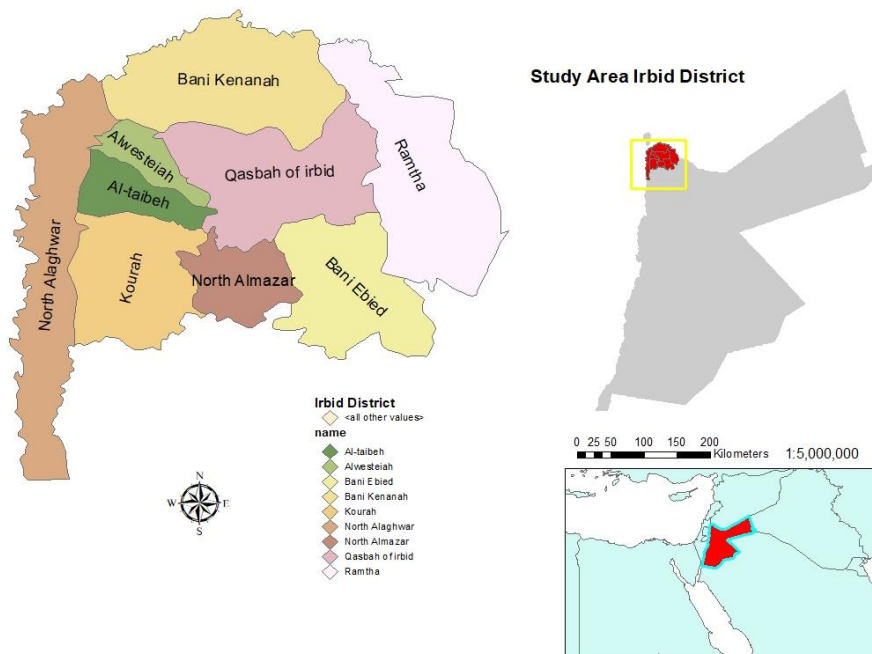 Bani Kenanah
Alwesteiah
Al-taibeh
Qasbah of irbid
Ramtha
North Alaghwar
Kourah
North Almazar
Bani Ebied
Irbid District
<all other values>
name
Al-taibeh
Alwesteiah
Bani Ebied
Bani Kenanah
Kourah
North Alaghwar
North Almazar
Qasbah of irbid
Ramtha
N
W E
S
Study Area Irbid District
0 25 50 100 150 200
Kilometers 1:5,000,000